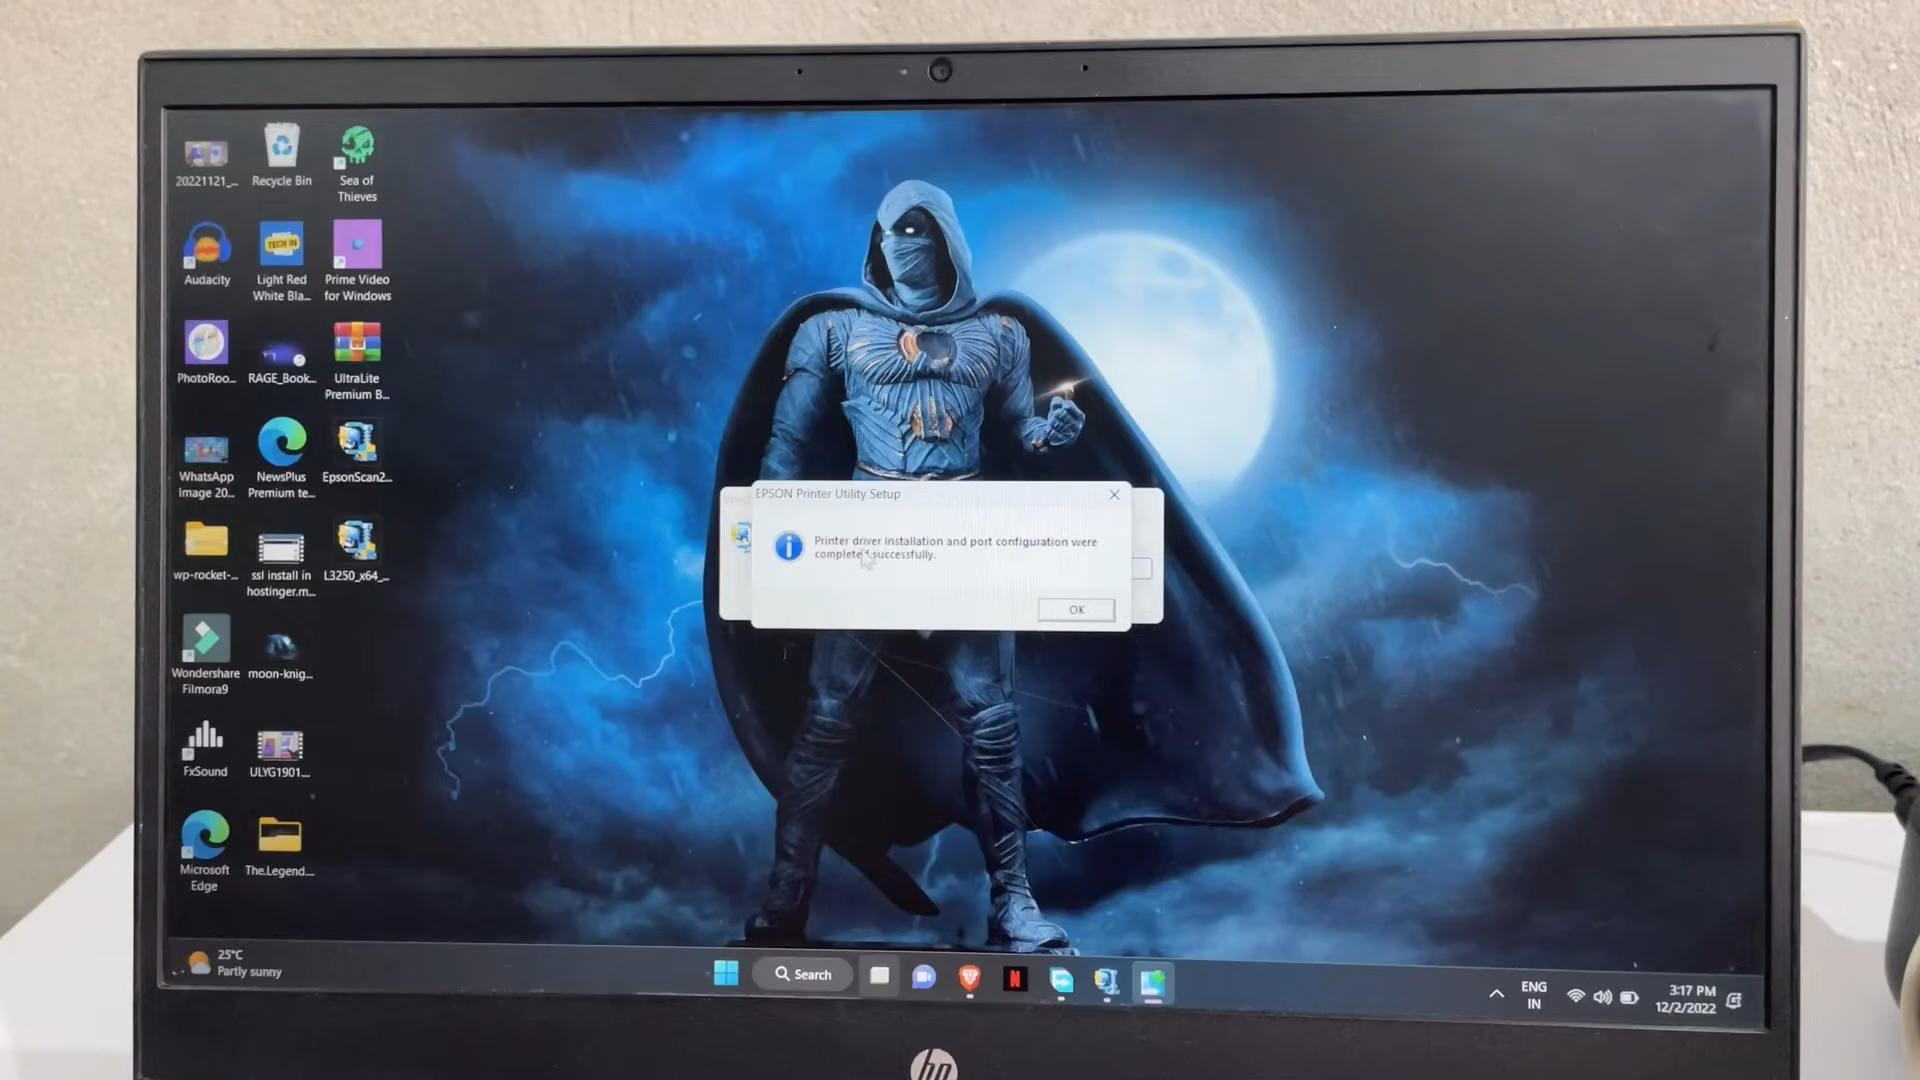 20221121_...
Recycle Bin
Sea of
Thieves
Audacity
TECH IN
Light Red
White Bla...
Prime Video
for Windows
PhotoRoo...
RAGE_Book...
UltraLite
Premium B...
WhatsApp
Image 20...
NewsPlus
Premium te...
EpsonScan2...
wp-rocket-...
ssl install in
hostinger.m...
L3250_x64_...
Wondershare
Filmora9
moon-knig...
FxSound
ULYG1901...
Microsoft
Edge
The.Legend....
EPSON Printer Utility Setup
Printer driver installation and port configuration were
completed successfully.
OK
25°C
Partly sunny
Search
N
ENG
IN
3:17 PM
12/2/2022
hp